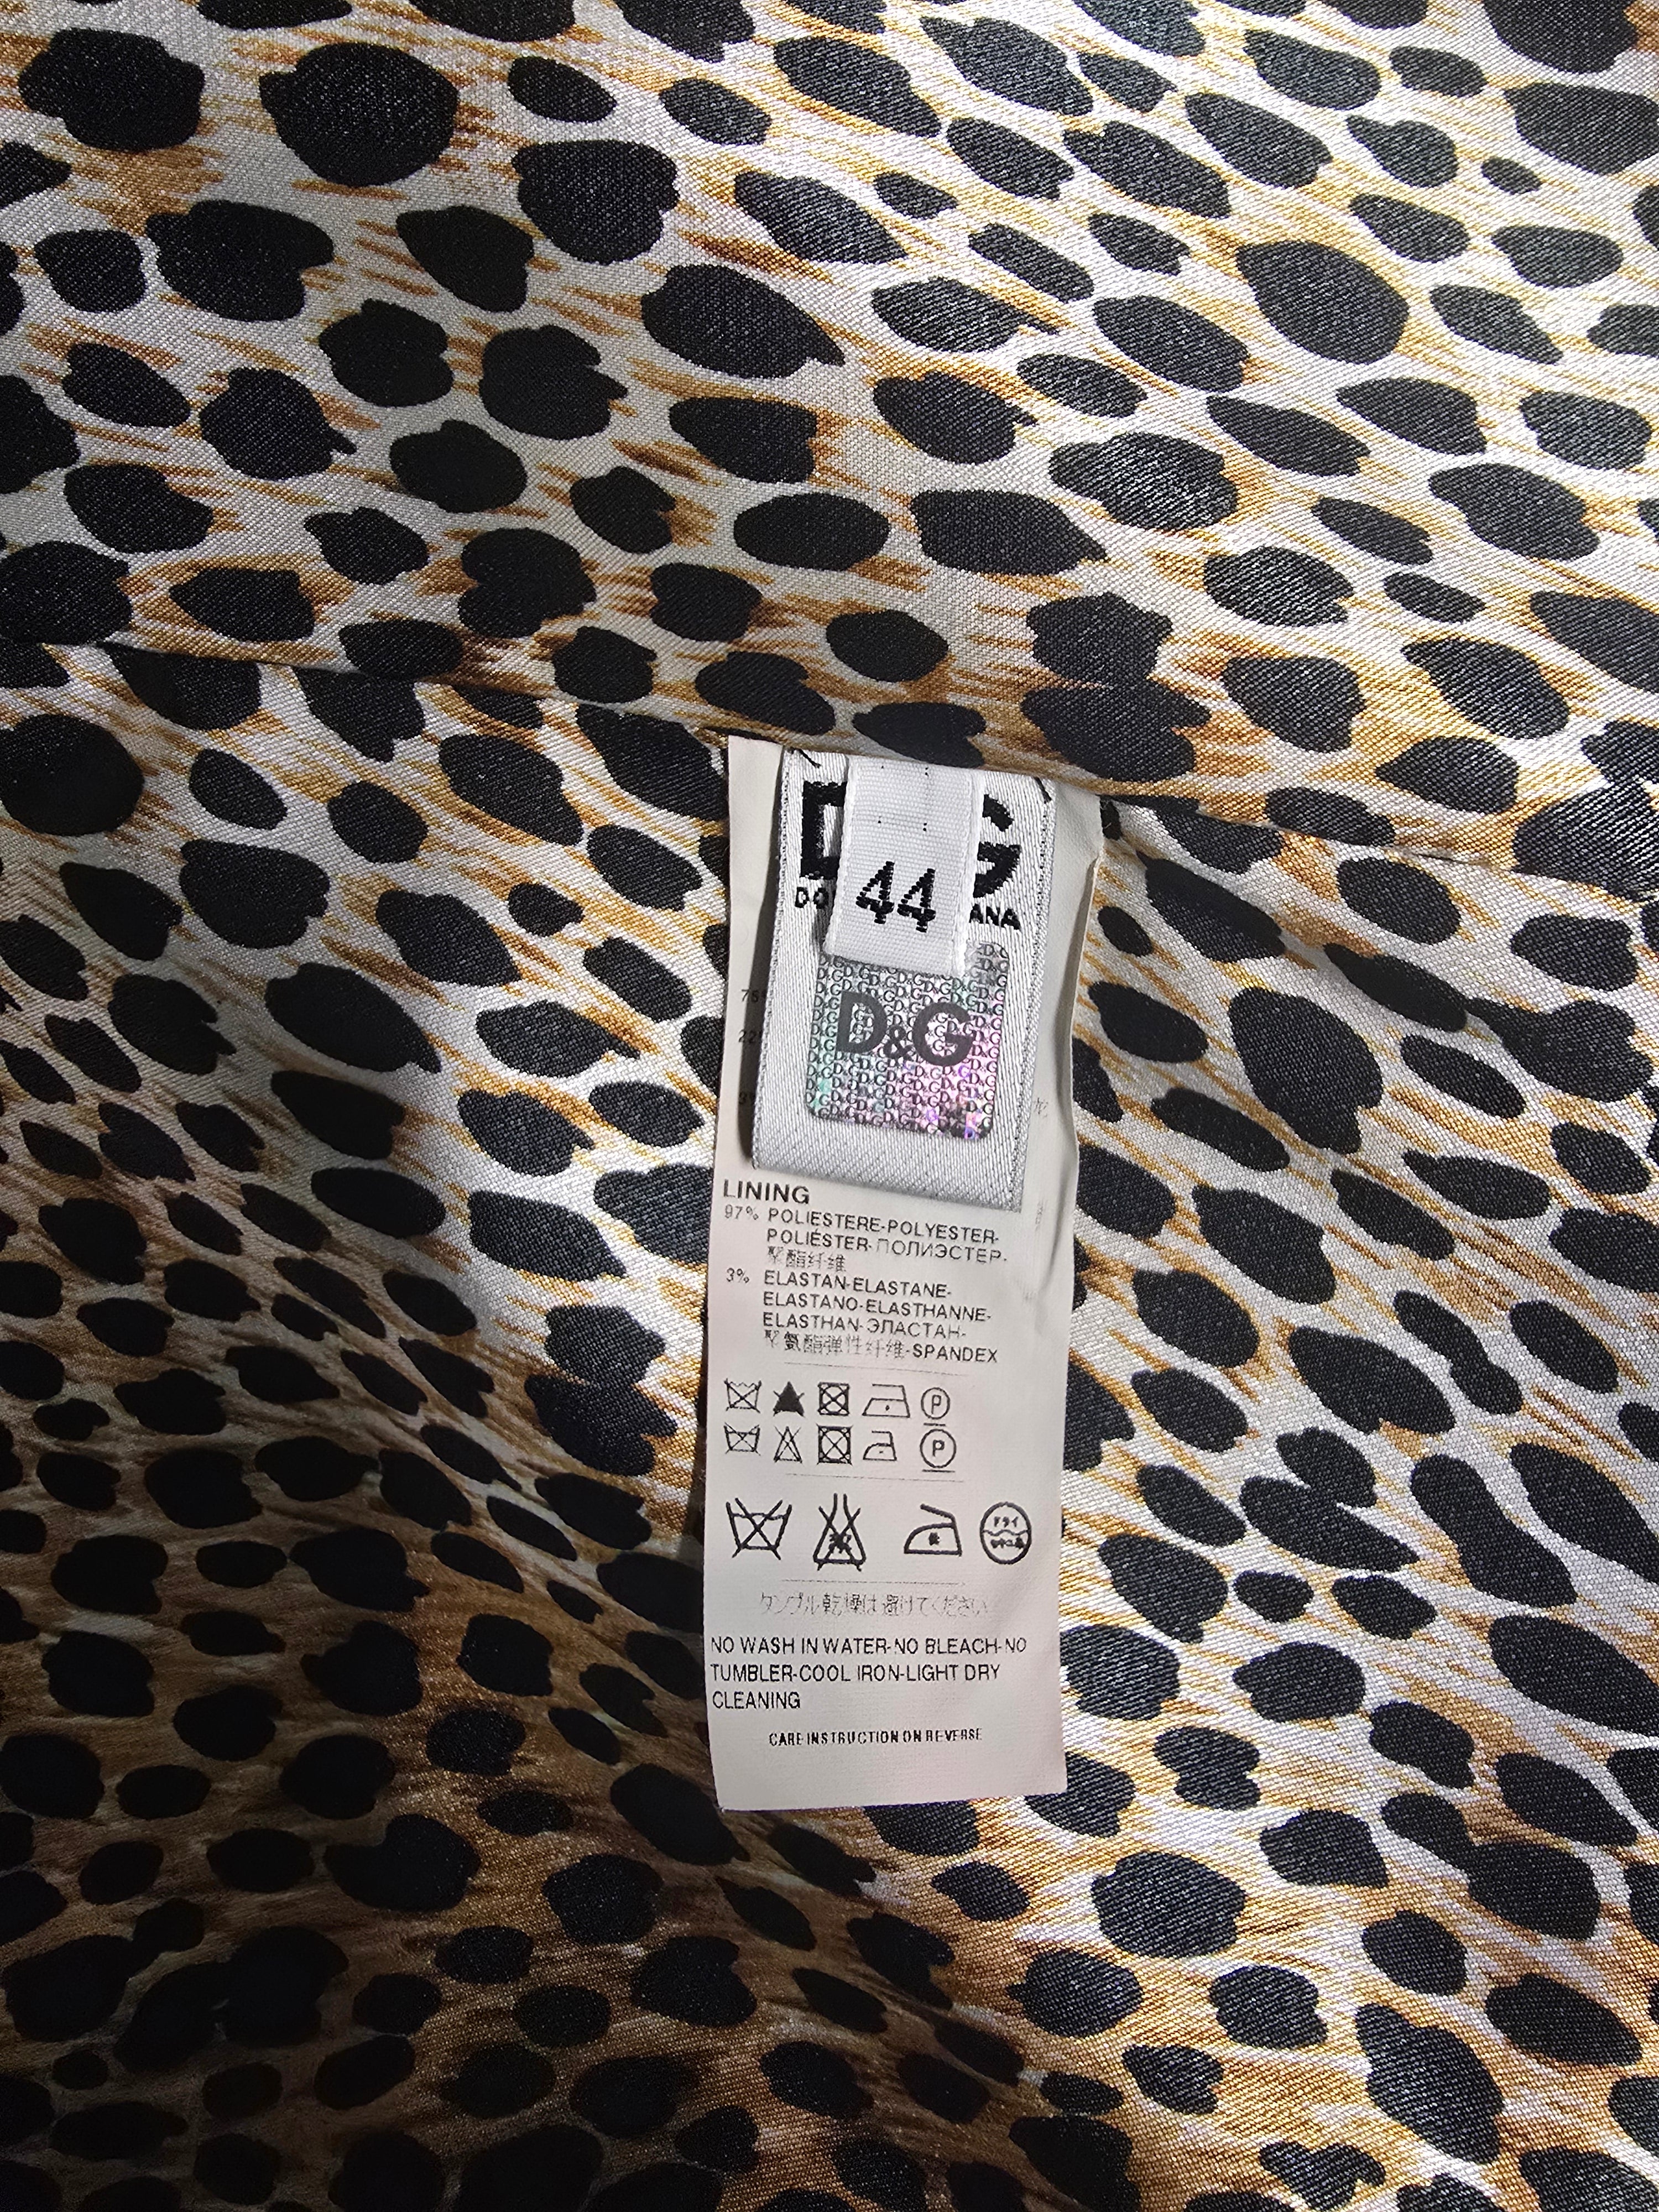 44
D&G
LINING
97% POLIESTERE-POLYESTER-
POLIÉSTER-ПОЛИЭСТЕР-
聚酯纤维
3% ELASTAN-ELASTANE-
ELASTANO-ELASTHANNE-
ELASTHAN-ЭЛАСТАН-
聚氨酯弹性纤维-SPANDEX
P
P
ドライ
タンブル乾燥は避けてください
NO WASH IN WATER-NO BLEACH-NO
TUMBLER-COOL IRON-LIGHT DRY
CLEANING
CARE INSTRUCTION ON REVERSE